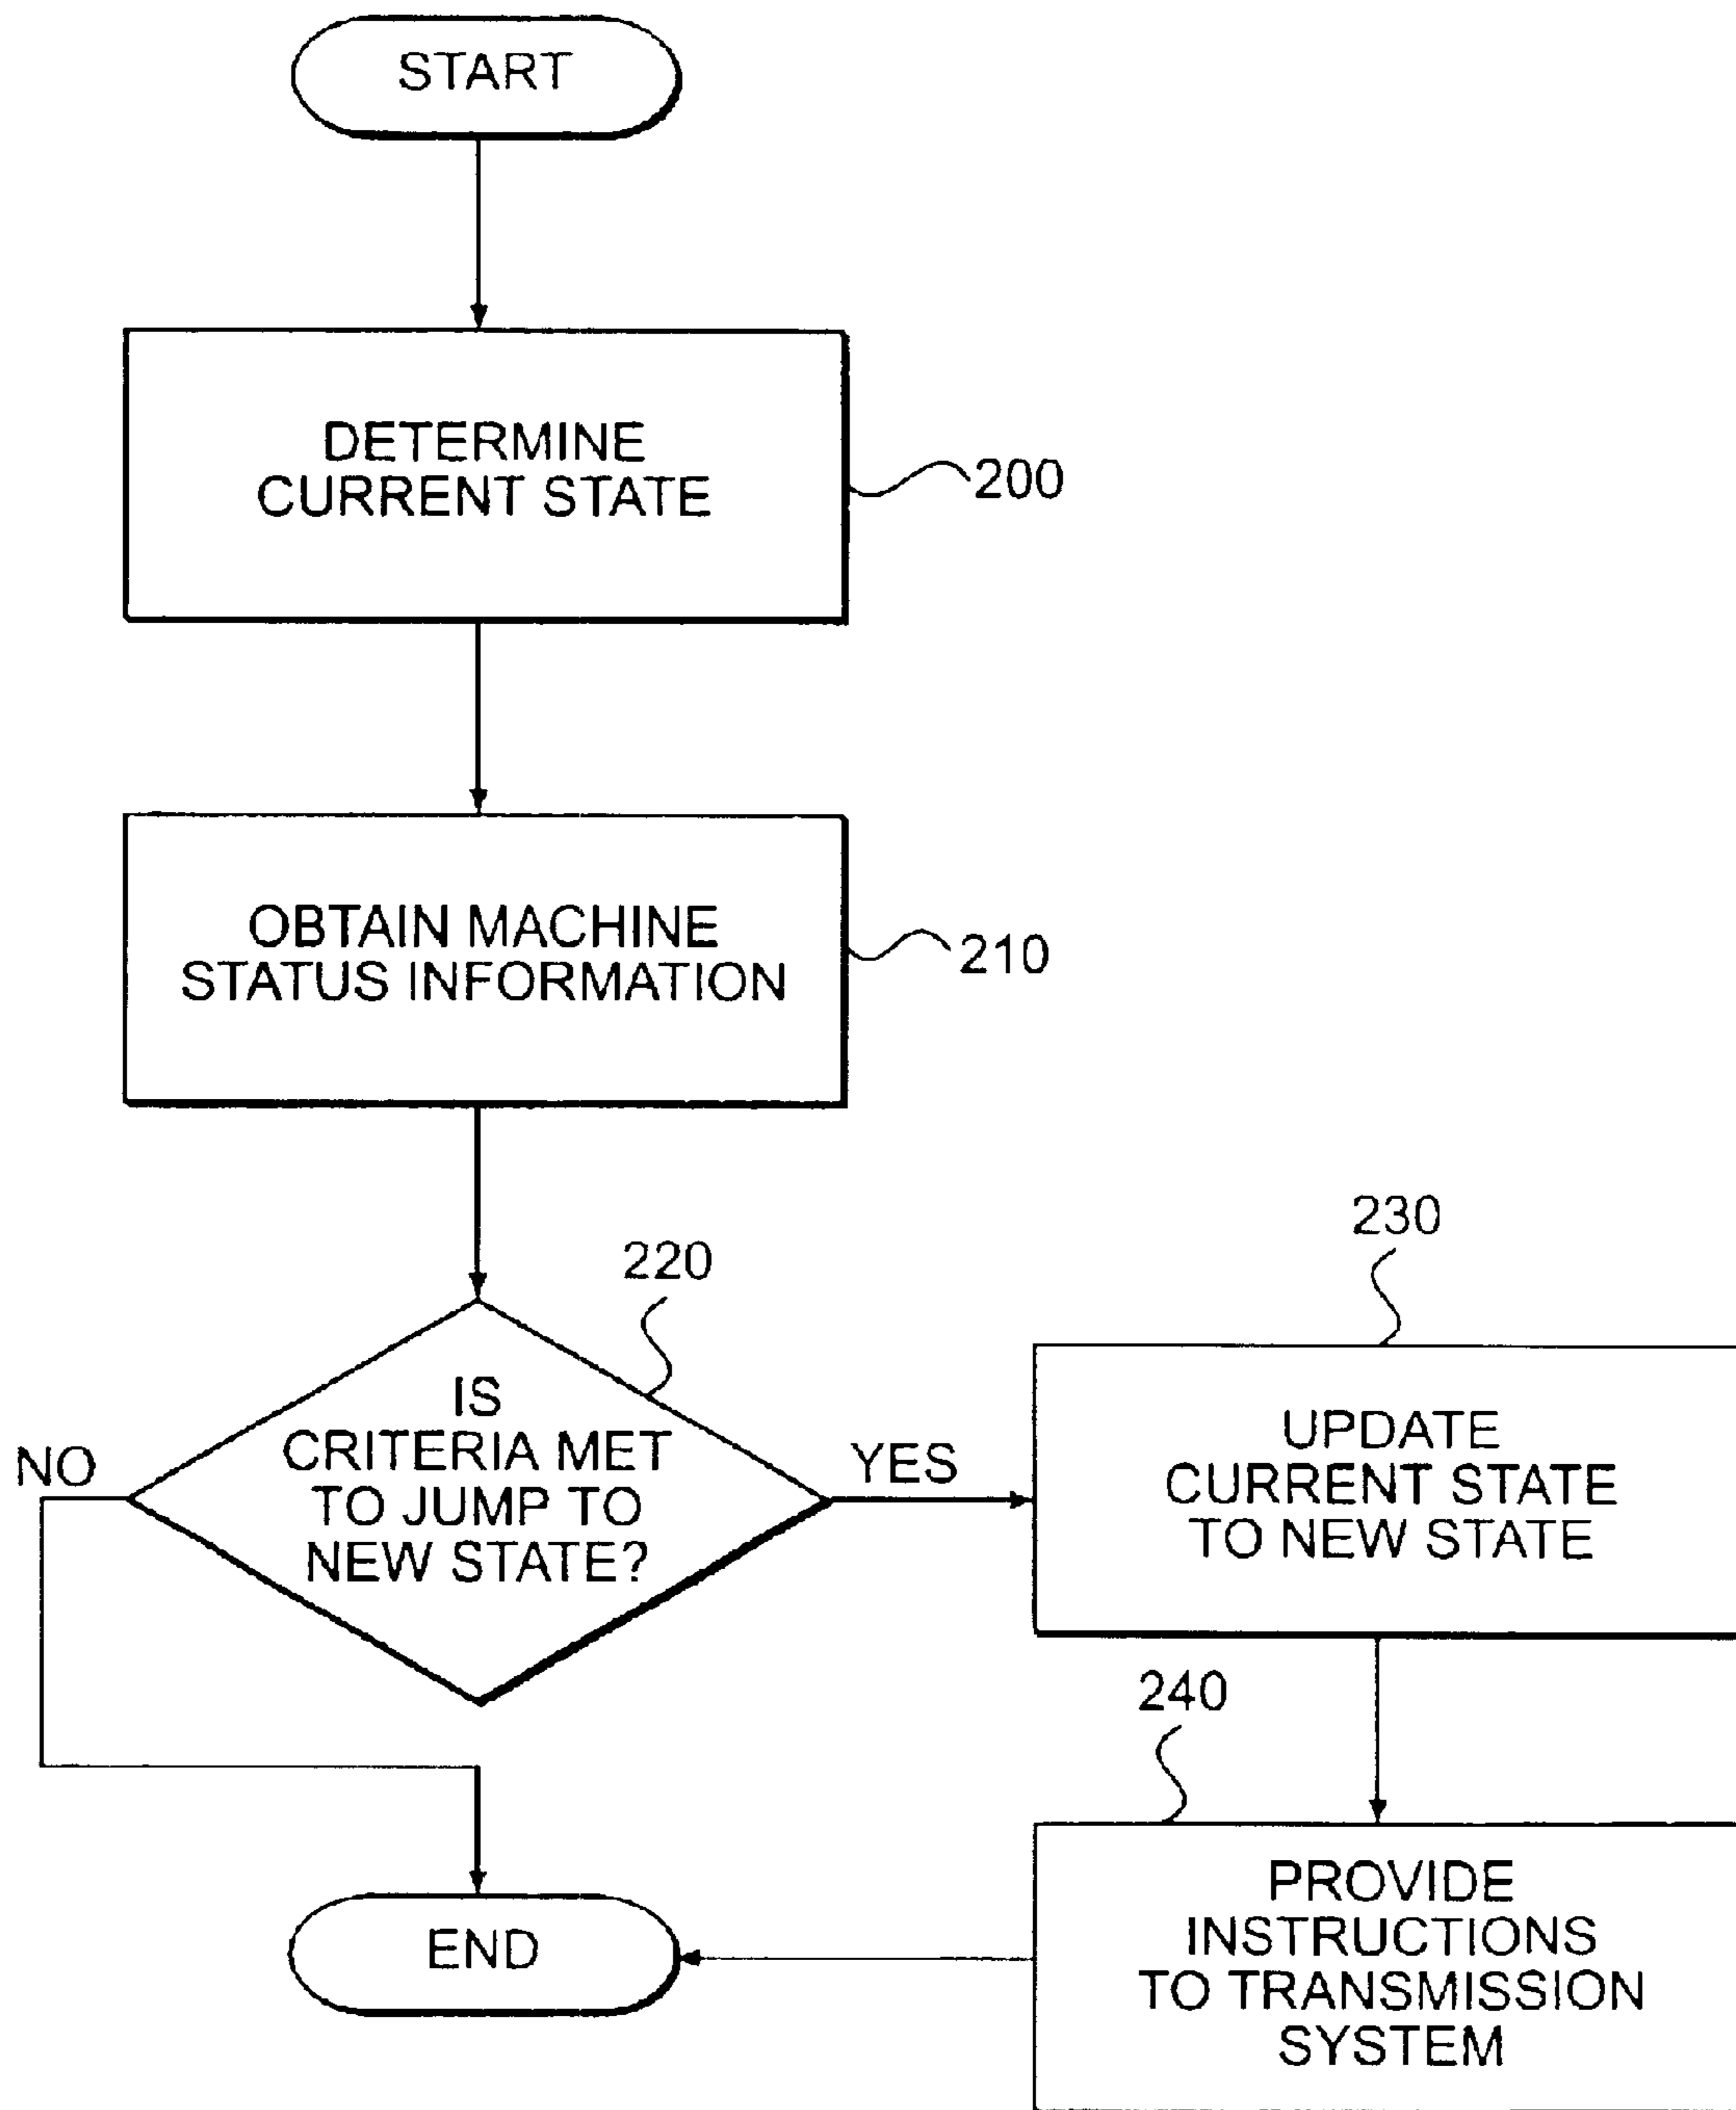 START
DETERMINE
CURRENT STATE
200
OBTAIN MACHINE
STATUS INFORMATION
210
220
IS
CRITERIA MET
TO JUMP TO
NEW STATE?
NO
YES
230
UPDATE
CURRENT STATE
TO NEW STATE
240
PROVIDE
INSTRUCTIONS
TO TRANSMISSION
SYSTEM
END